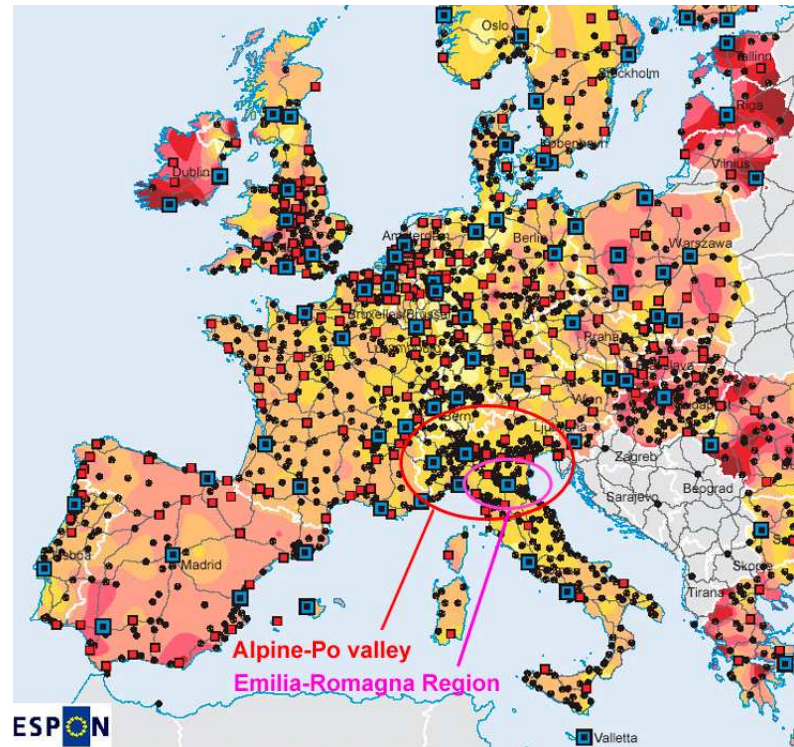 Oslo
Stockholm
Tallinn
Riga
København
Vilnius
Dublin
Amsterdam
Berlin
Warszawa
Bruxelles/Brussel
Praha
Paris
Wien
Bern
Ljubljana
Zagreb
Beograd
Sarajevo
Skopje
Tirana
Madrid
Alpine-Po valley
Emilia-Romagna Region
ESPON
Valletta